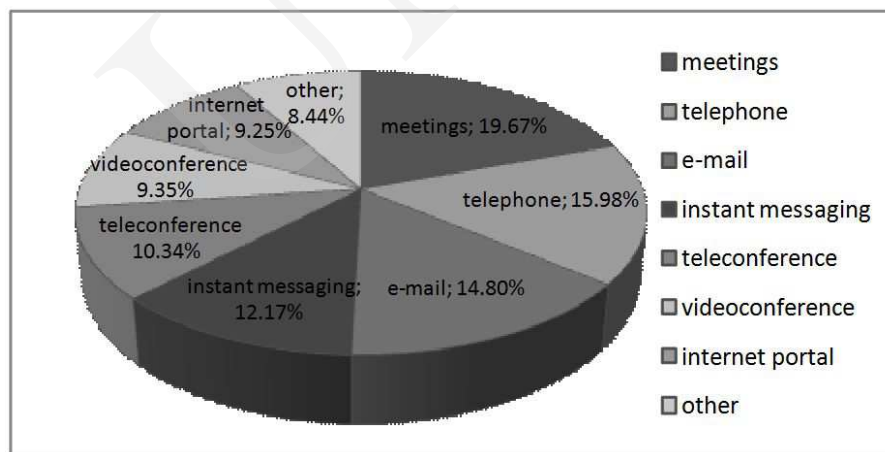 other;
8.44%
internet
portal; 9.25%
meetings; 19.67%
videoconference
9.35%
telephone; 15.98%
teleconference
10.34%
instant messaging;
12.17%
e-mail; 14.80%
meetings
telephone
e-mail
instant messaging
teleconference
videoconference
internet portal
other